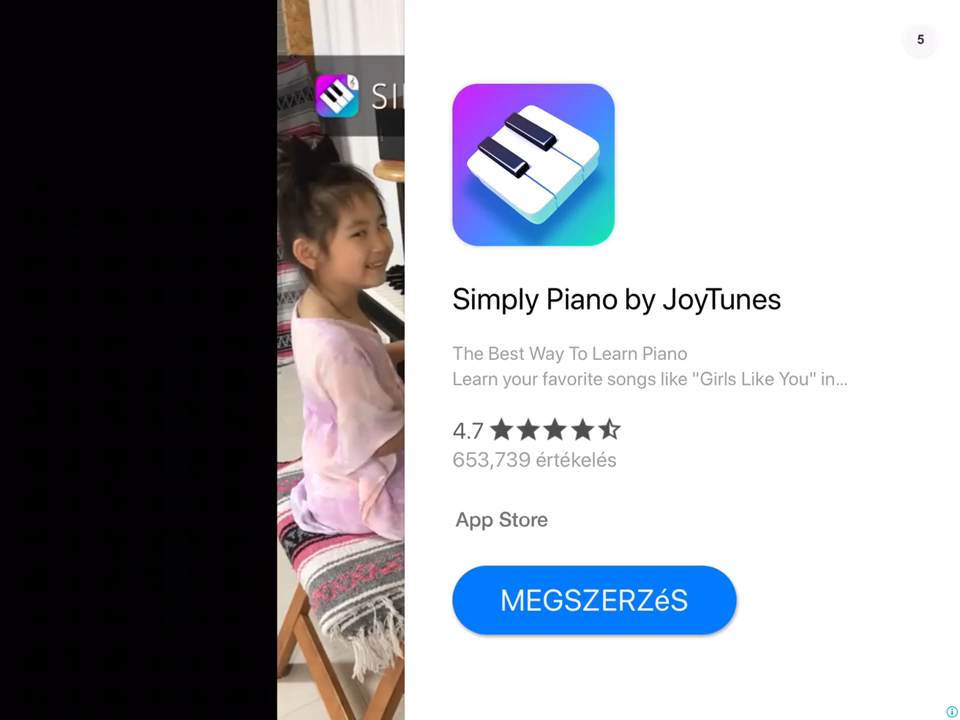 SI
5
Simply Piano by JoyTunes
The Best Way To Learn Piano
Learn your favorite songs like "Girls Like You" in...
4.7
653,739 értékelés
App Store
MEGSZERZéS